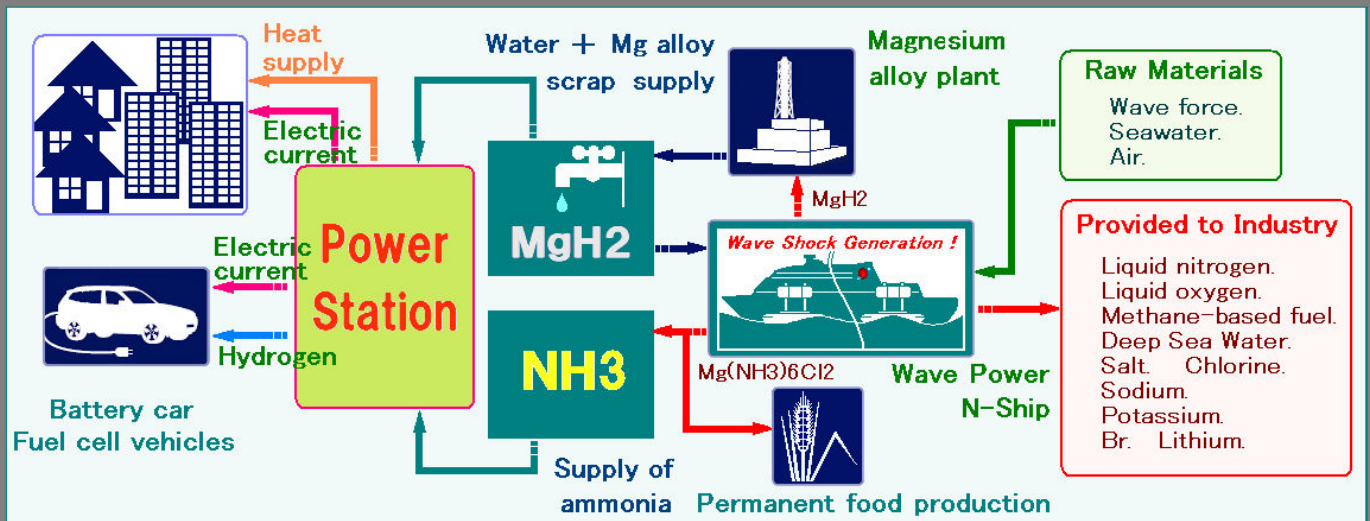 Heat
supply
Electric
current
Electric
current
Hydrogen
Battery car
Fuel cell vehicles
Power
Station
Water + Mg alloy
scrap supply
MgH2
NH3
Supply of
ammonia
Magnesium
alloy plant
MgH2
Wave Shock Generation !
Mg(NH3)6Cl2
Wave Power
N-Ship
Permanent food production
Raw Materials
Wave force.
Seawater.
Air.
Provided to Industry
Liquid nitrogen.
Liquid oxygen.
Methane-based fuel.
Deep Sea Water.
Salt. Chlorine.
Sodium.
Potassium.
Br. Lithium.